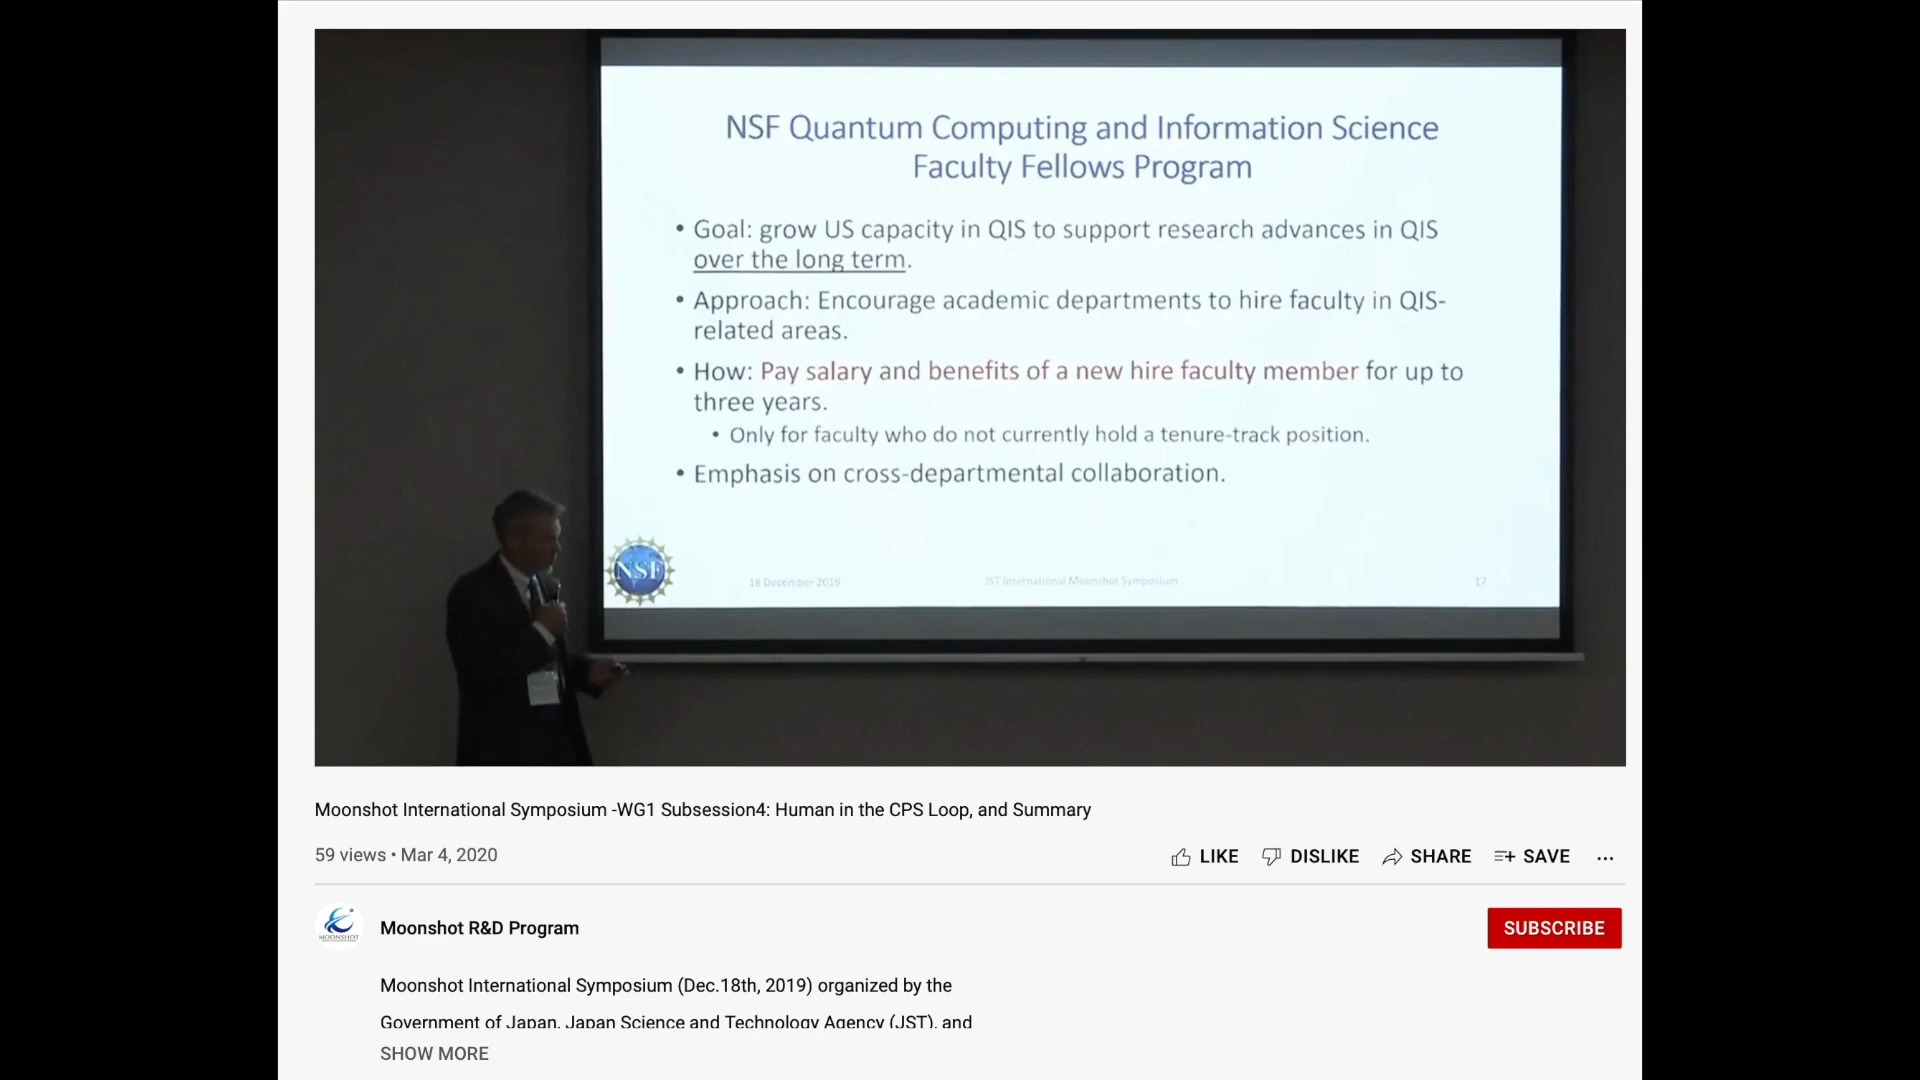 NSF Quantum Computing and Information Science
Faculty Fellows Program
• Goal: grow US capacity in QIS to support research advances in QIS
over the long term.
• Approach: Encourage academic departments to hire faculty in QIS-
related areas.
• How: Pay salary and benefits of a new hire faculty member for up to
three years.
• Only for faculty who do not currently hold a tenure-track position.
• Emphasis on cross-departmental collaboration.
NSF
18 December 2019
JST International Moonshot Symposium
17
Moonshot International Symposium -WG1 Subsession4: Human in the CPS Loop, and Summary
59 views • Mar 4, 2020
LIKE
DISLIKE
SHARE
SAVE
MOONSHOT
Moonshot R&D Program
SUBSCRIBE
Moonshot International Symposium (Dec.18th, 2019) organized by the
Government of Japan, Japan Science and Technology Agency (JST), and
SHOW MORE